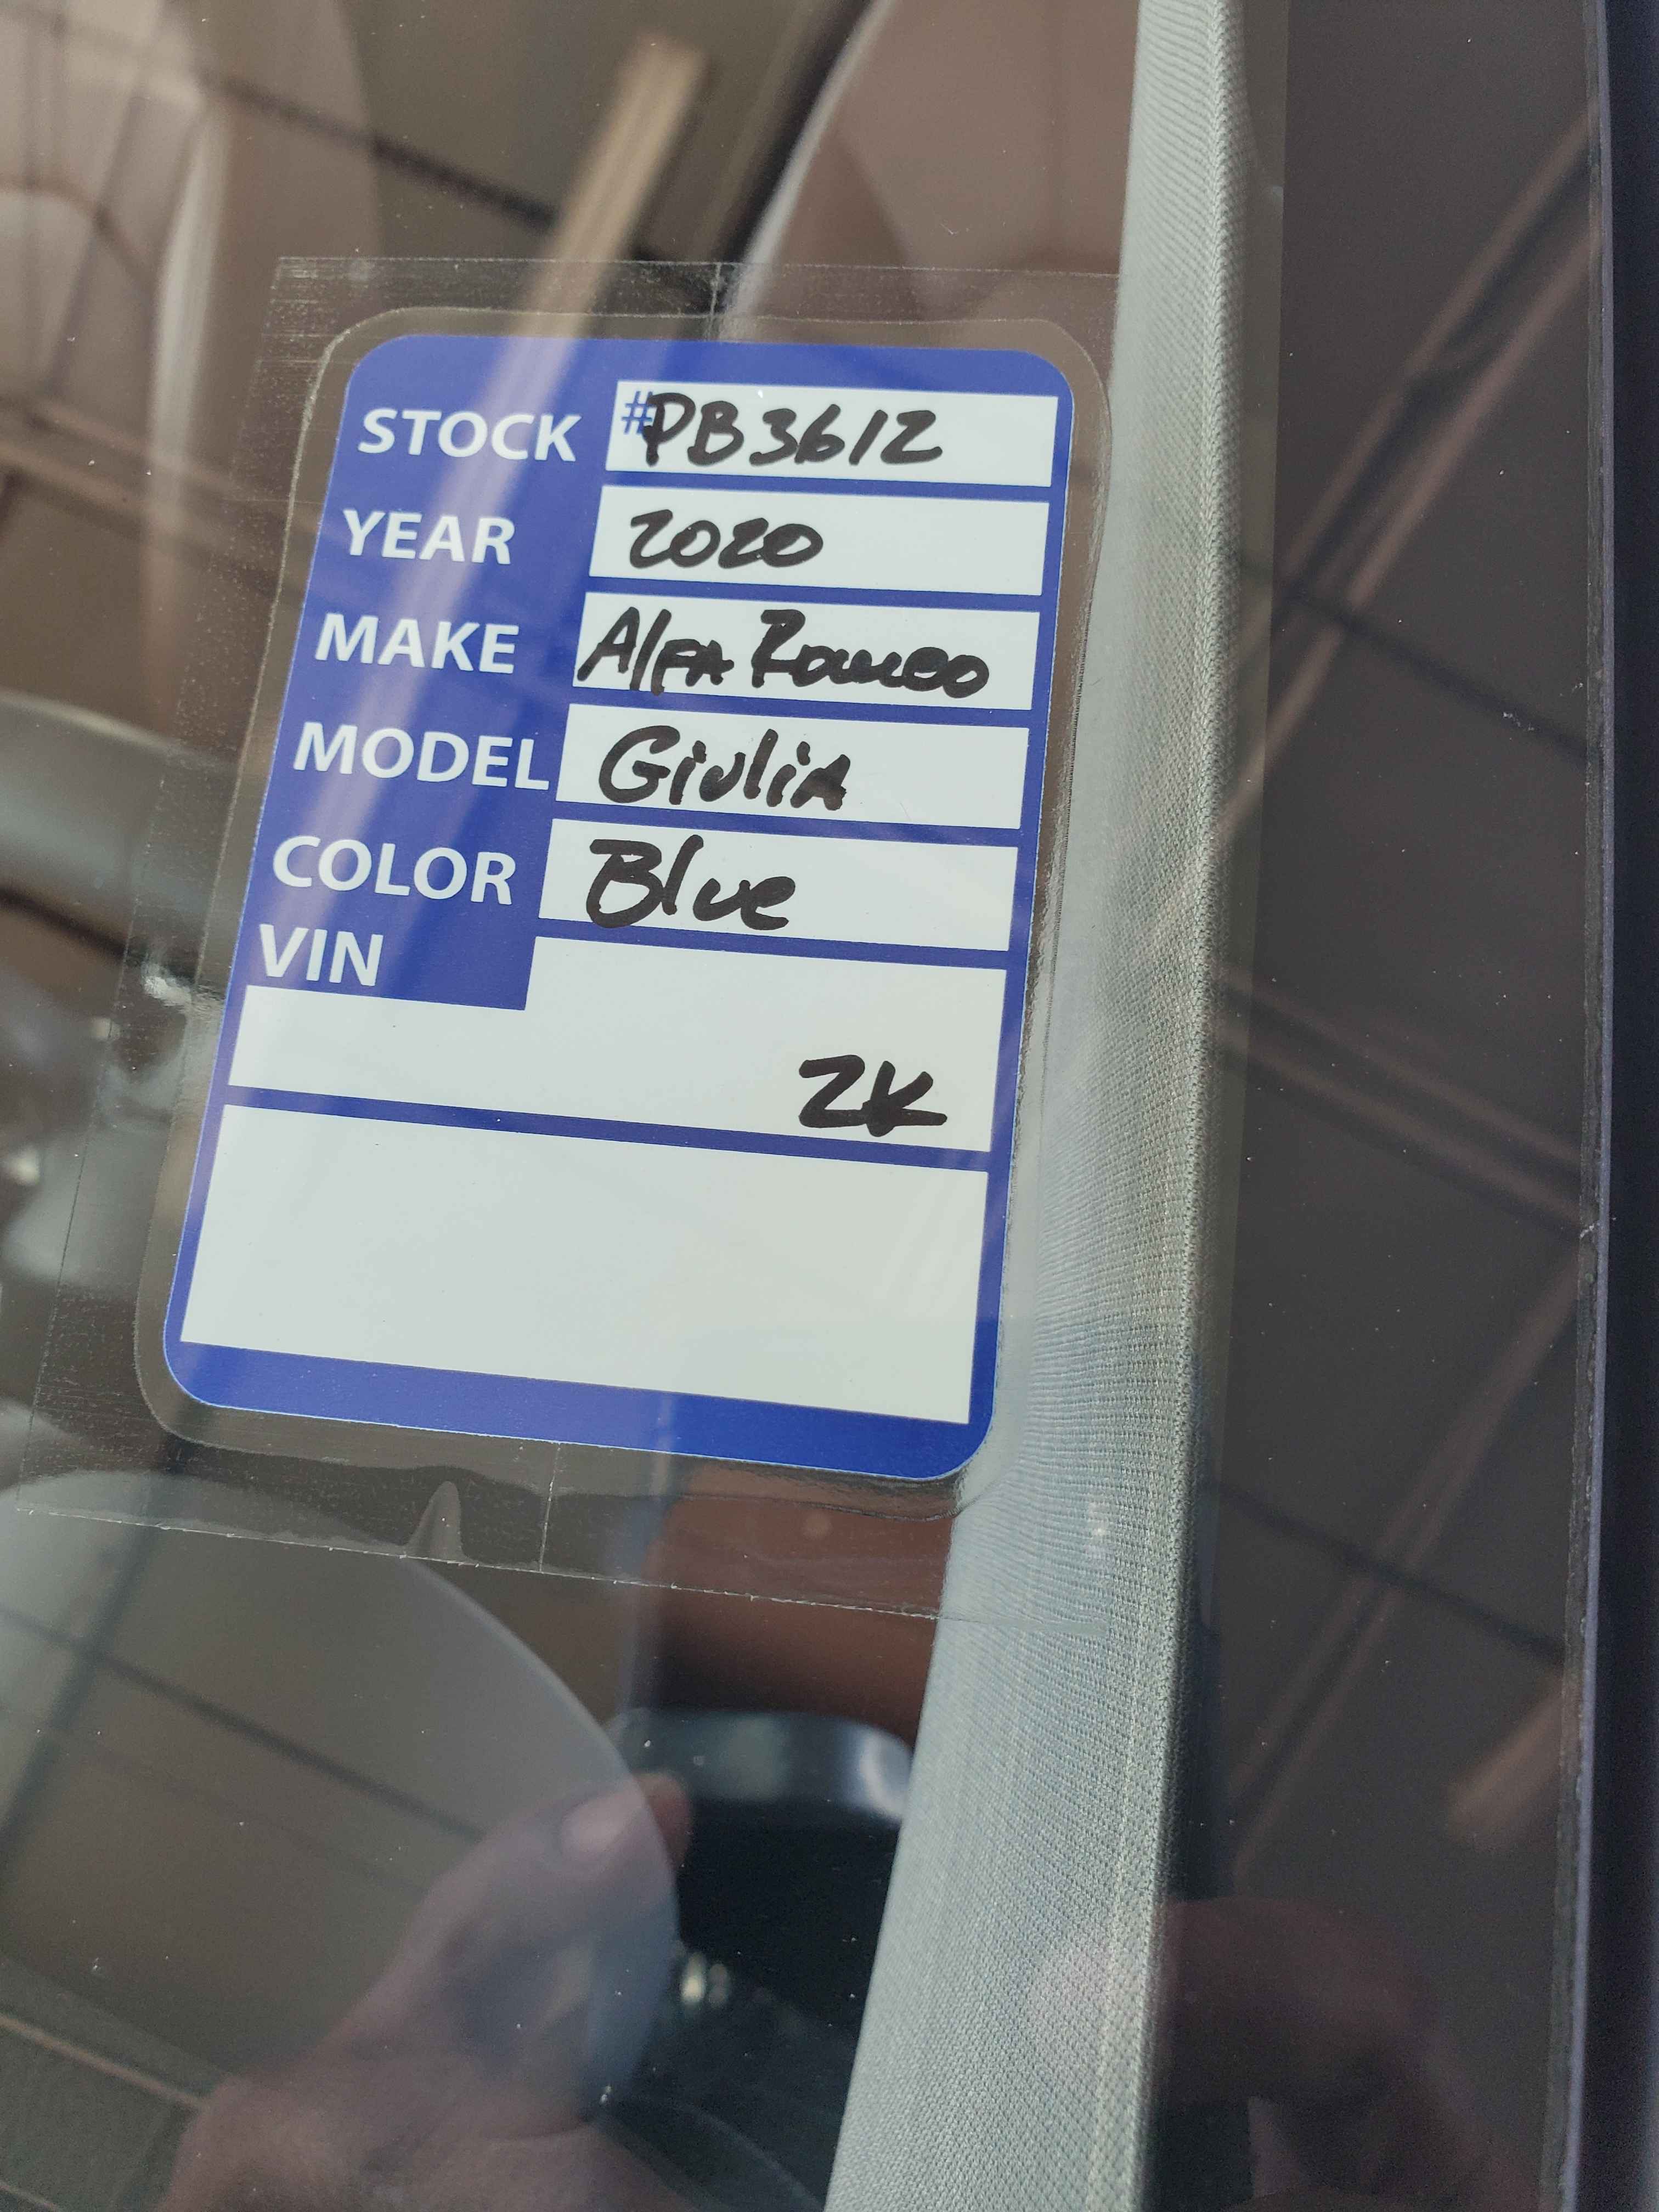 STOCK #PB3612
YEAR 2020
MAKE Alfa Romeo
MODEL Giulia
COLOR Blue
VIN
2K